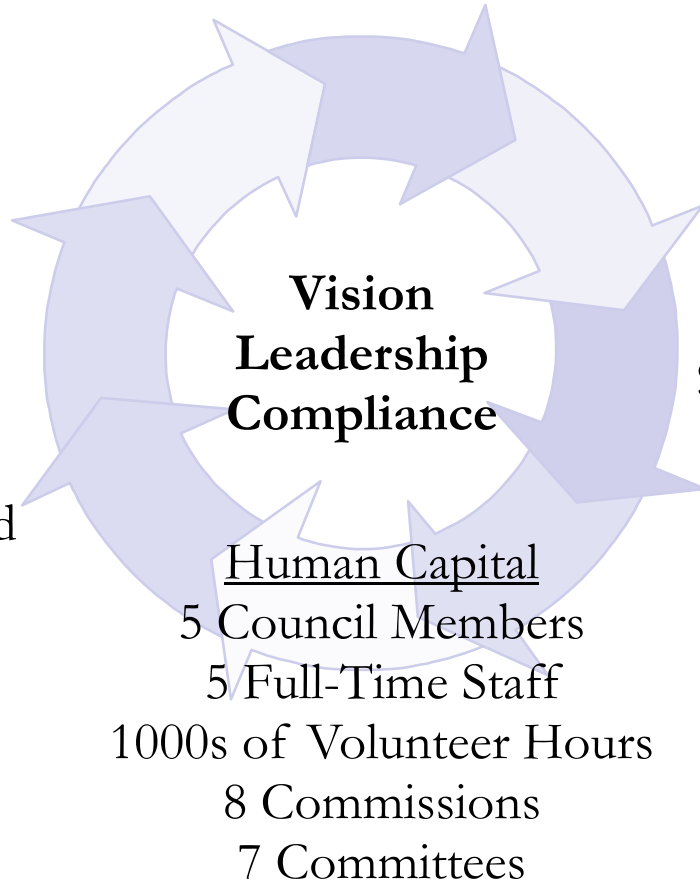 Vision
Leadership
Compliance
d
Human Capital
5 Council Members
5 Full-Time Staff
1000s of Volunteer Hours
8 Commissions
7 Committees